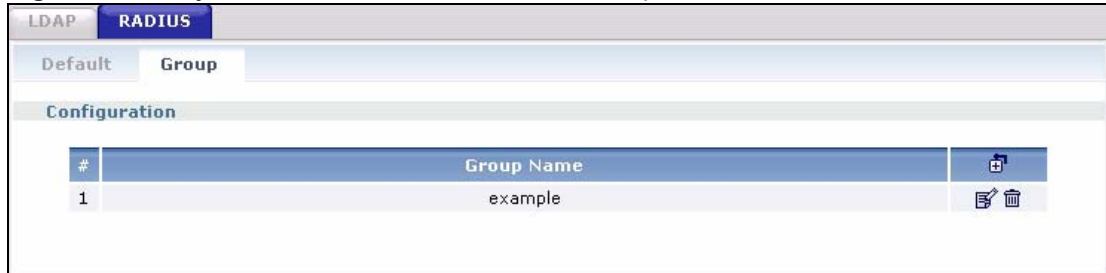 LDAP RADIUS
Default Group
Configuration
# Group Name
1 example